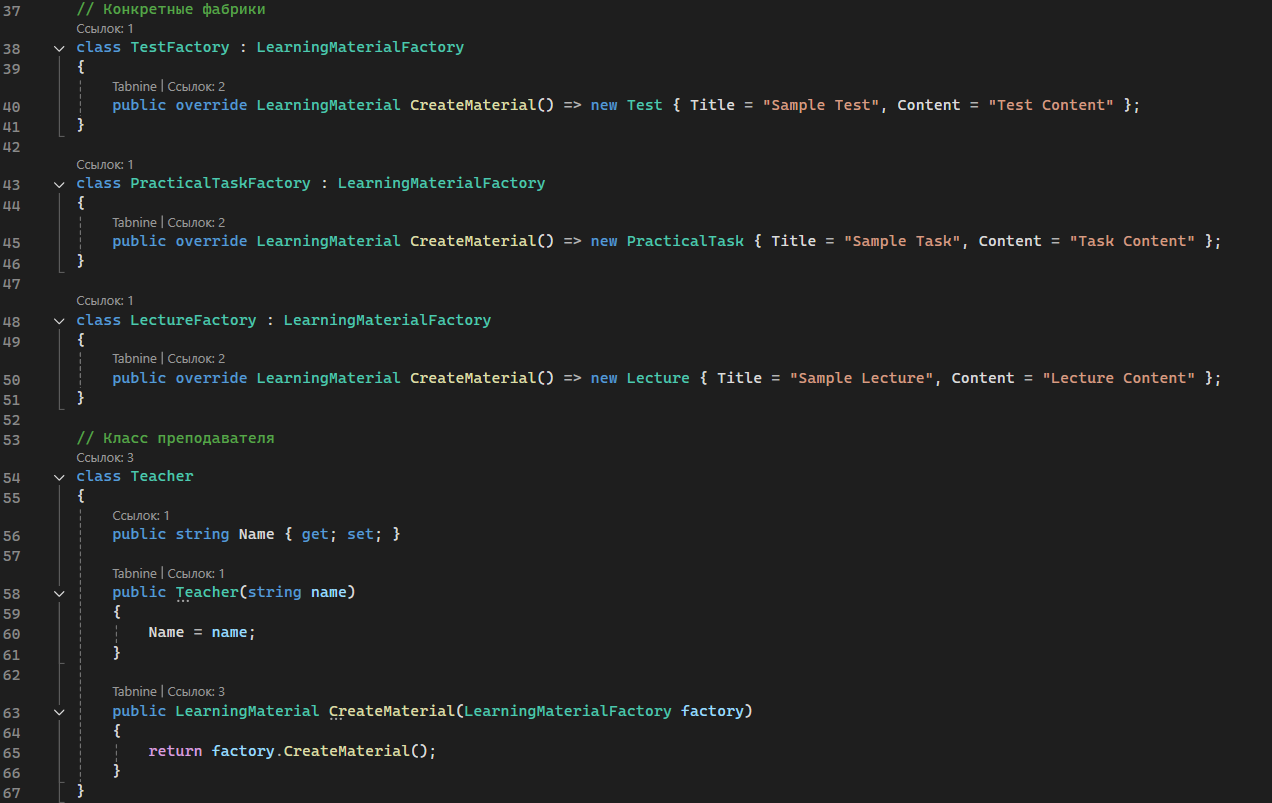 37 // Конкретные фабрики
Ссылок: 1
38 class TestFactory : LearningMaterialFactory
39 {
Tabnine | Ссылок: 2
40 public override LearningMaterial CreateMaterial() => new Test { Title = "Sample Test", Content = "Test Content" };
41 }
42
Ссылок: 1
43 class PracticalTaskFactory : LearningMaterialFactory
44 {
Tabnine | Ссылок: 2
45 public override LearningMaterial CreateMaterial() => new PracticalTask { Title = "Sample Task", Content = "Task Content" };
46 }
47
Ссылок: 1
48 class LectureFactory : LearningMaterialFactory
49 {
Tabnine | Ссылок: 2
50 public override LearningMaterial CreateMaterial() => new Lecture { Title = "Sample Lecture", Content = "Lecture Content" };
51 }
52
53 // Класс преподавателя
Ссылок: 3
54 class Teacher
55 {
Ссылок: 1
56 public string Name { get; set; }
57
Tabnine | Ссылок: 1
58 public Teacher(string name)
59 {
60 Name = name;
61 }
62
Tabnine | Ссылок: 3
63 public LearningMaterial CreateMaterial(LearningMaterialFactory factory)
64 {
65 return factory.CreateMaterial();
66 }
67 }